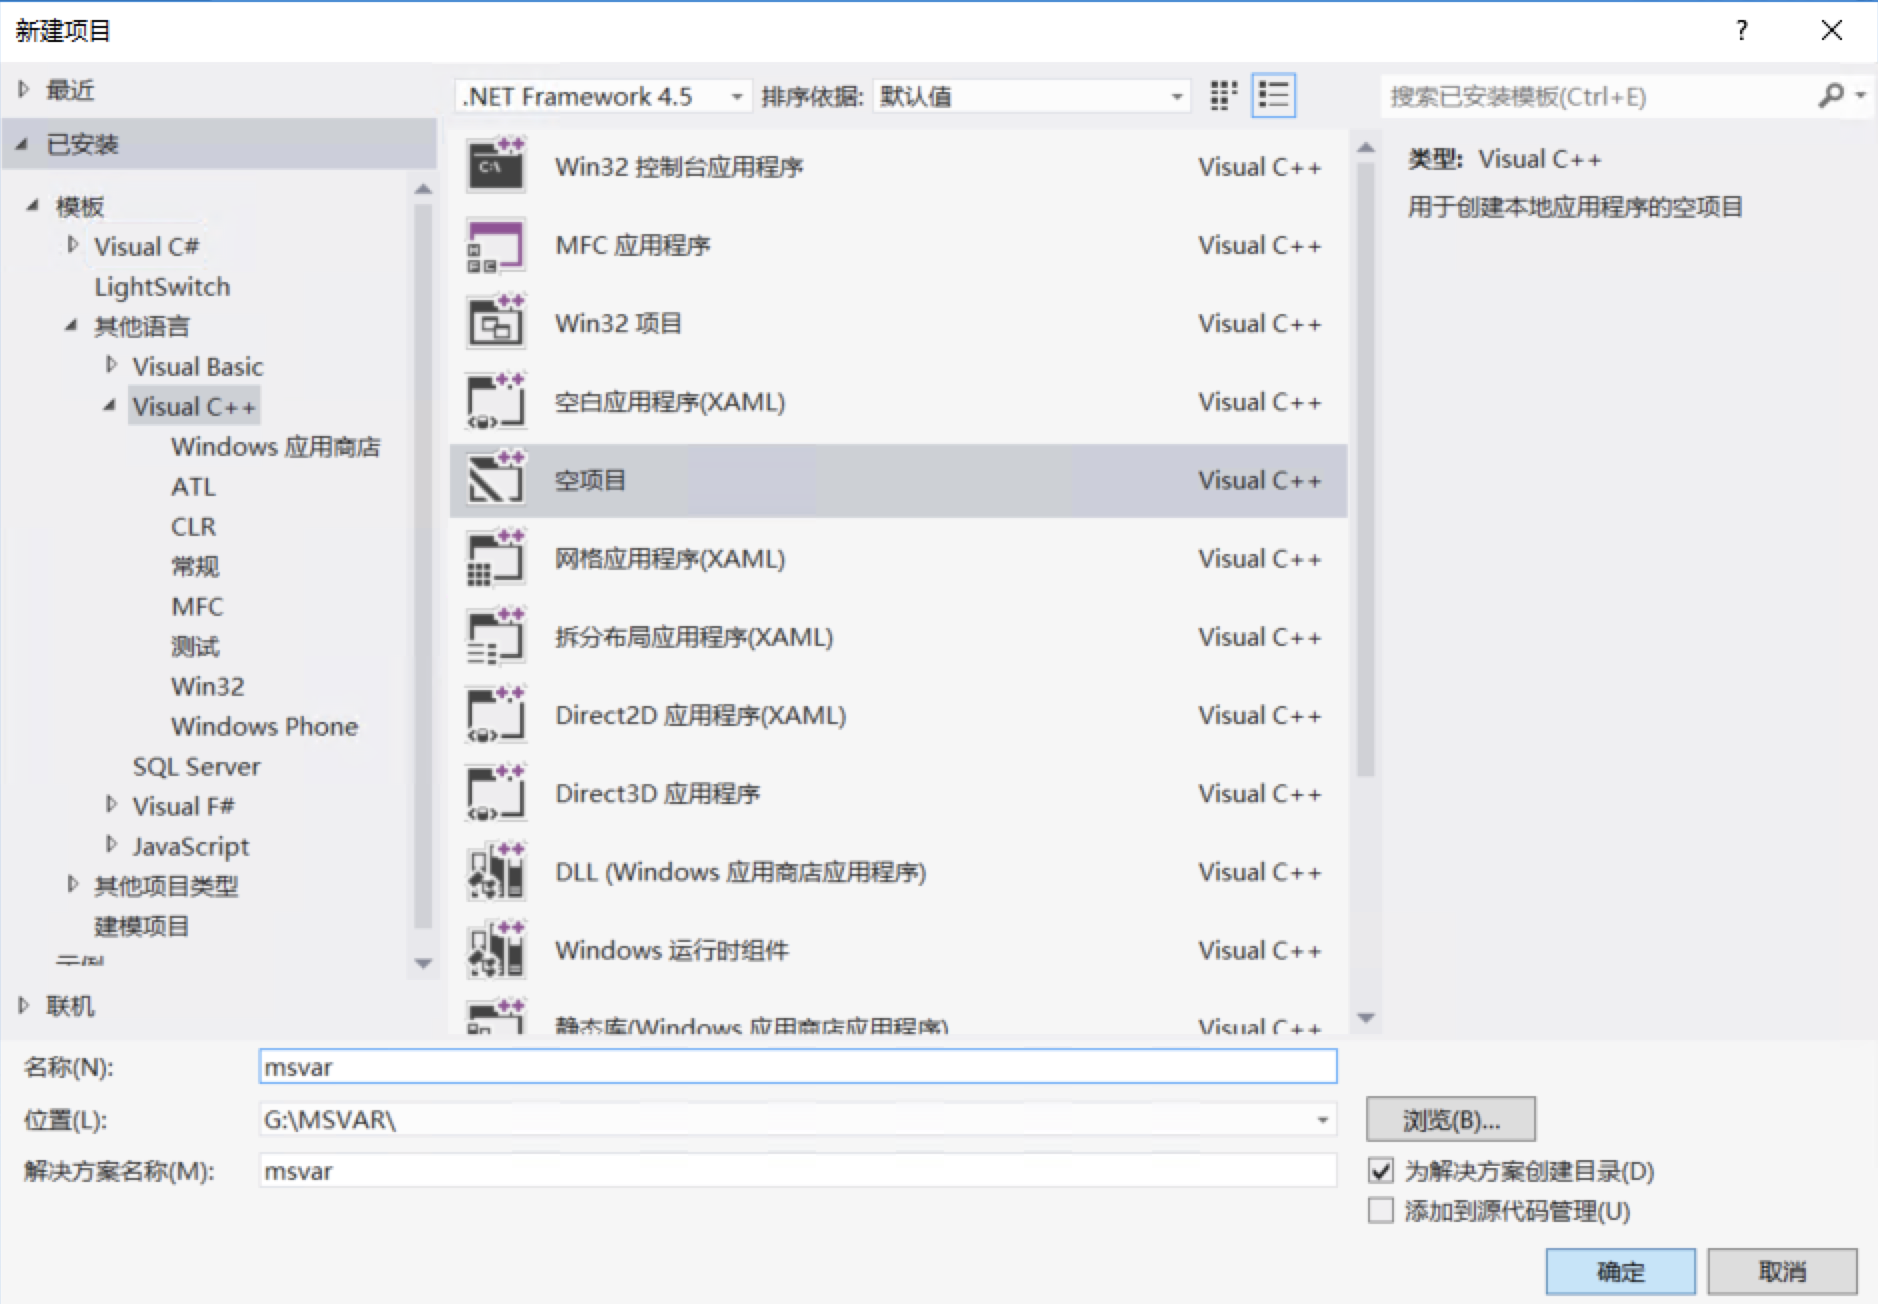 新建项目
?
最近
已安装
模板
Visual C#
LightSwitch
其他语言
Visual Basic
Visual C++
Windows 应用商店
ATL
CLR
常规
MFC
测试
Win32
Windows Phone
SQL Server
Visual F#
JavaScript
其他项目类型
建模项目
示例
联机
.NET Framework 4.5 排序依据: 默认值
Win32 控制台应用程序 Visual C++
MFC 应用程序 Visual C++
Win32 项目 Visual C++
空白应用程序(XAML) Visual C++
空项目 Visual C++
网格应用程序(XAML) Visual C++
拆分布局应用程序(XAML) Visual C++
Direct2D 应用程序(XAML) Visual C++
Direct3D 应用程序 Visual C++
DLL (Windows 应用商店应用程序) Visual C++
Windows 运行时组件 Visual C++
静态库(Windows 应用商店应用程序) Visual C++
搜索已安装模板(Ctrl+E)
类型: Visual C++
用于创建本地应用程序的空项目
名称(N): msvar
位置(L): G:\MSVAR\ 浏览(B)...
解决方案名称(M): msvar
为解决方案创建目录(D)
添加到源代码管理(U)
确定 取消